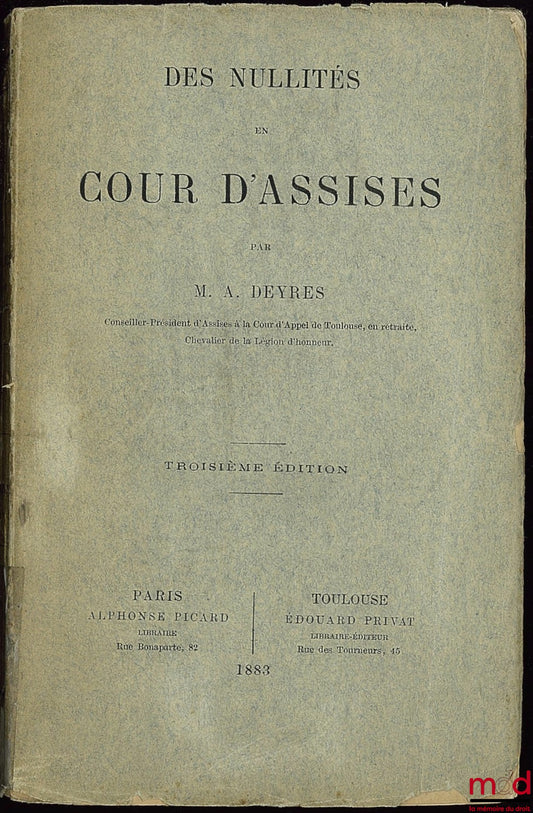 DES NULLITÉS
EN
COUR D'ASSISES
PAR
M. A. DEYRES
Conseiller-Président d'Assises à la Cour d'Appel de Toulouse, en retraite,
Chevalier de la Légion d'honneur.
TROISIÈME ÉDITION
PARIS
ALPHONSE PICARD
LIBRAIRE
Rue Bonaparte, 82
TOULOUSE
ÉDOUARD PRIVAT
LIBRAIRE-ÉDITEUR
Rue des Tourneurs, 45
1883
mdd
la mémoire du droit.